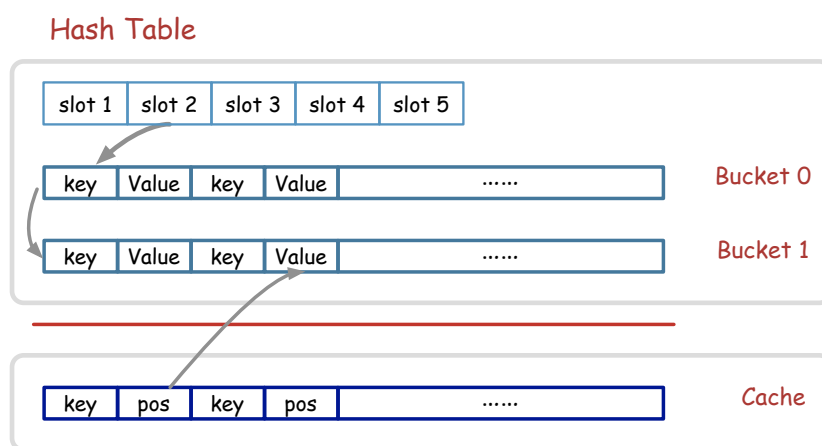 Hash Table
slot 1 slot 2 slot 3 slot 4 slot 5
key Value key Value ...... Bucket 0
key Value key Value ...... Bucket 1
key pos key pos ...... Cache